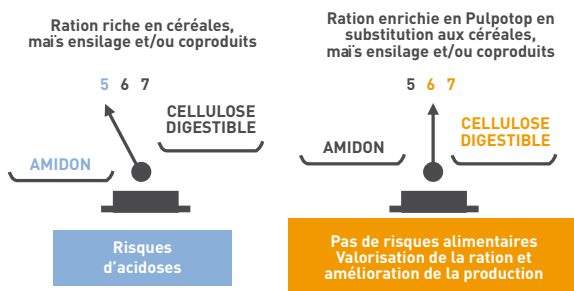 Ration riche en céréales,
maïs ensilage et/ou coproduits
5 6 7
CELLULOSE
DIGESTIBLE
AMIDON
Risques
d'acidoses
Ration enrichie en Pulpotop en
substitution aux céréales,
maïs ensilage et/ou coproduits
5 6 7
CELLULOSE
DIGESTIBLE
AMIDON
Pas de risques alimentaires
Valorisation de la ration et
amélioration de la production